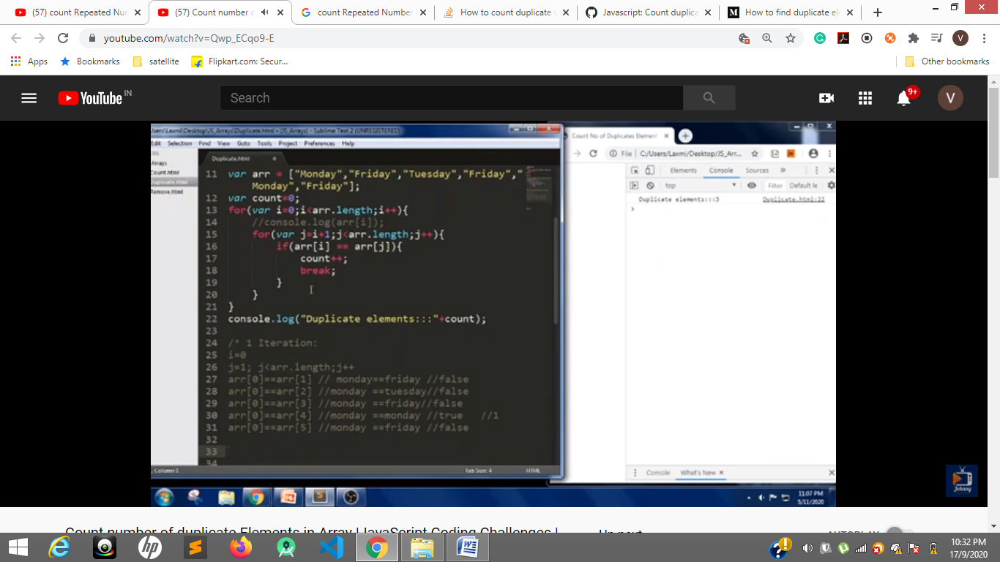 (57) count Repeated Num
(57) Count number o
count Repeated Number
How to count duplicate v
Javascript: Count duplica
How to find duplicate el
youtube.com/watch?v=Qwp_ECqo9-E
V
Apps
Bookmarks
satellite
Flipkart.com: Secur...
Other bookmarks
YouTube IN
Search
9+
V
Users\Laxmi\Desktop\JS_Arrays\Duplicate.html • (JS_Arrays) - Sublime Text 2 (UNREGISTERED)
Edit Selection Find View Goto Tools Project Preferences Help
Arrays
Count.html
Duplicate.html
Remove.html
Duplicate.html
11 var arr = ["Monday","Friday","Tuesday","Friday","
Monday","Friday"];
12 var count=0;
13 for(var i=0;i<arr.length;i++){
14 //console.log(arr[i]);
15 for(var j=i+1;j<arr.length;j++){
16 if(arr[i] == arr[j]){
17 count++;
18 break;
19 }
20 }
21 }
22 console.log("Duplicate elements:::"+count);
23
24 /* 1 Iteration:
25 i=0
26 j=1; j<arr.length;j++
27 arr[0]==arr[1] // monday==friday //false
28 arr[0]==arr[2] //monday ==tuesday//false
29 arr[0]==arr[3] //monday ==friday//false
30 arr[0]==arr[4] //monday ==monday //true //1
31 arr[0]==arr[5] //monday ==friday //false
32
33
34
Column 1
Tab Size: 4
HTML
Count No of Duplicates Element
File | C:/Users/Laxmi/Desktop/JS_Arr...
Elements Console Sources »
top
Filter
Default le
Duplicate elements:::3
Duplicate.html:22
Console
What's New
11:07 PM
5/11/2020
Johnny
Count number of duplicate Elements in Array | JavaScript Coding Challenges |
Up next
AUTOPLAY
10:32 PM
17/9/2020